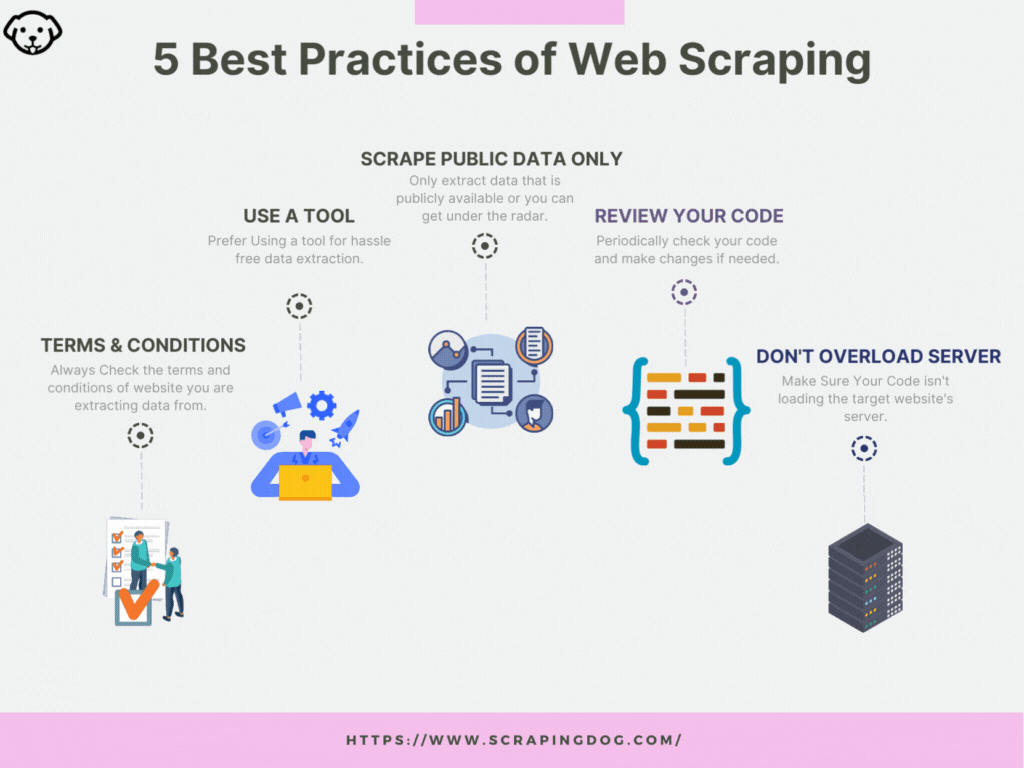 5 Best Practices of Web Scraping
TERMS & CONDITIONS
Always Check the terms and
conditions of website you are
extracting data from.
USE A TOOL
Prefer Using a tool for hassle
free data extraction.
SCRAPE PUBLIC DATA ONLY
Only extract data that is
publicly available or you can
get under the radar.
REVIEW YOUR CODE
Periodically check your code
and make changes if needed.
DON'T OVERLOAD SERVER
Make Sure Your Code isn't
loading the target website's
server.
HTTPS://WWW.SCRAPINGDOG.COM/